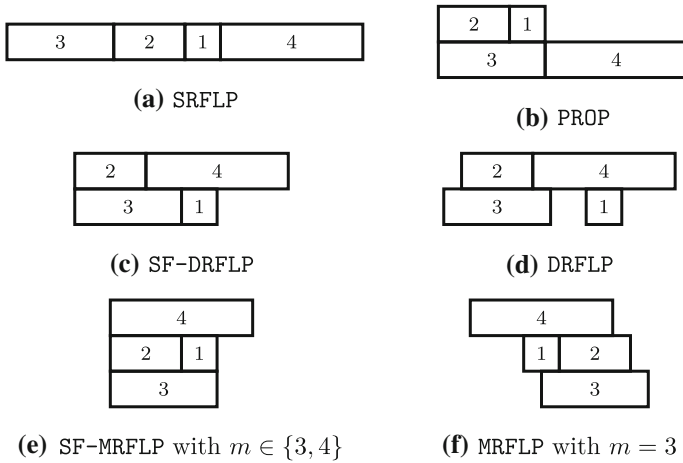 3 2 1 4
(a) SRFLP
2 1
3 4
(b) PROP
2 4
3 1
(c) SF-DRFLP
2 4
3 1
(d) DRFLP
4
2 1
3
(e) SF-MRFLP with m ∈ {3, 4}
4
1 2
3
(f) MRFLP with m = 3